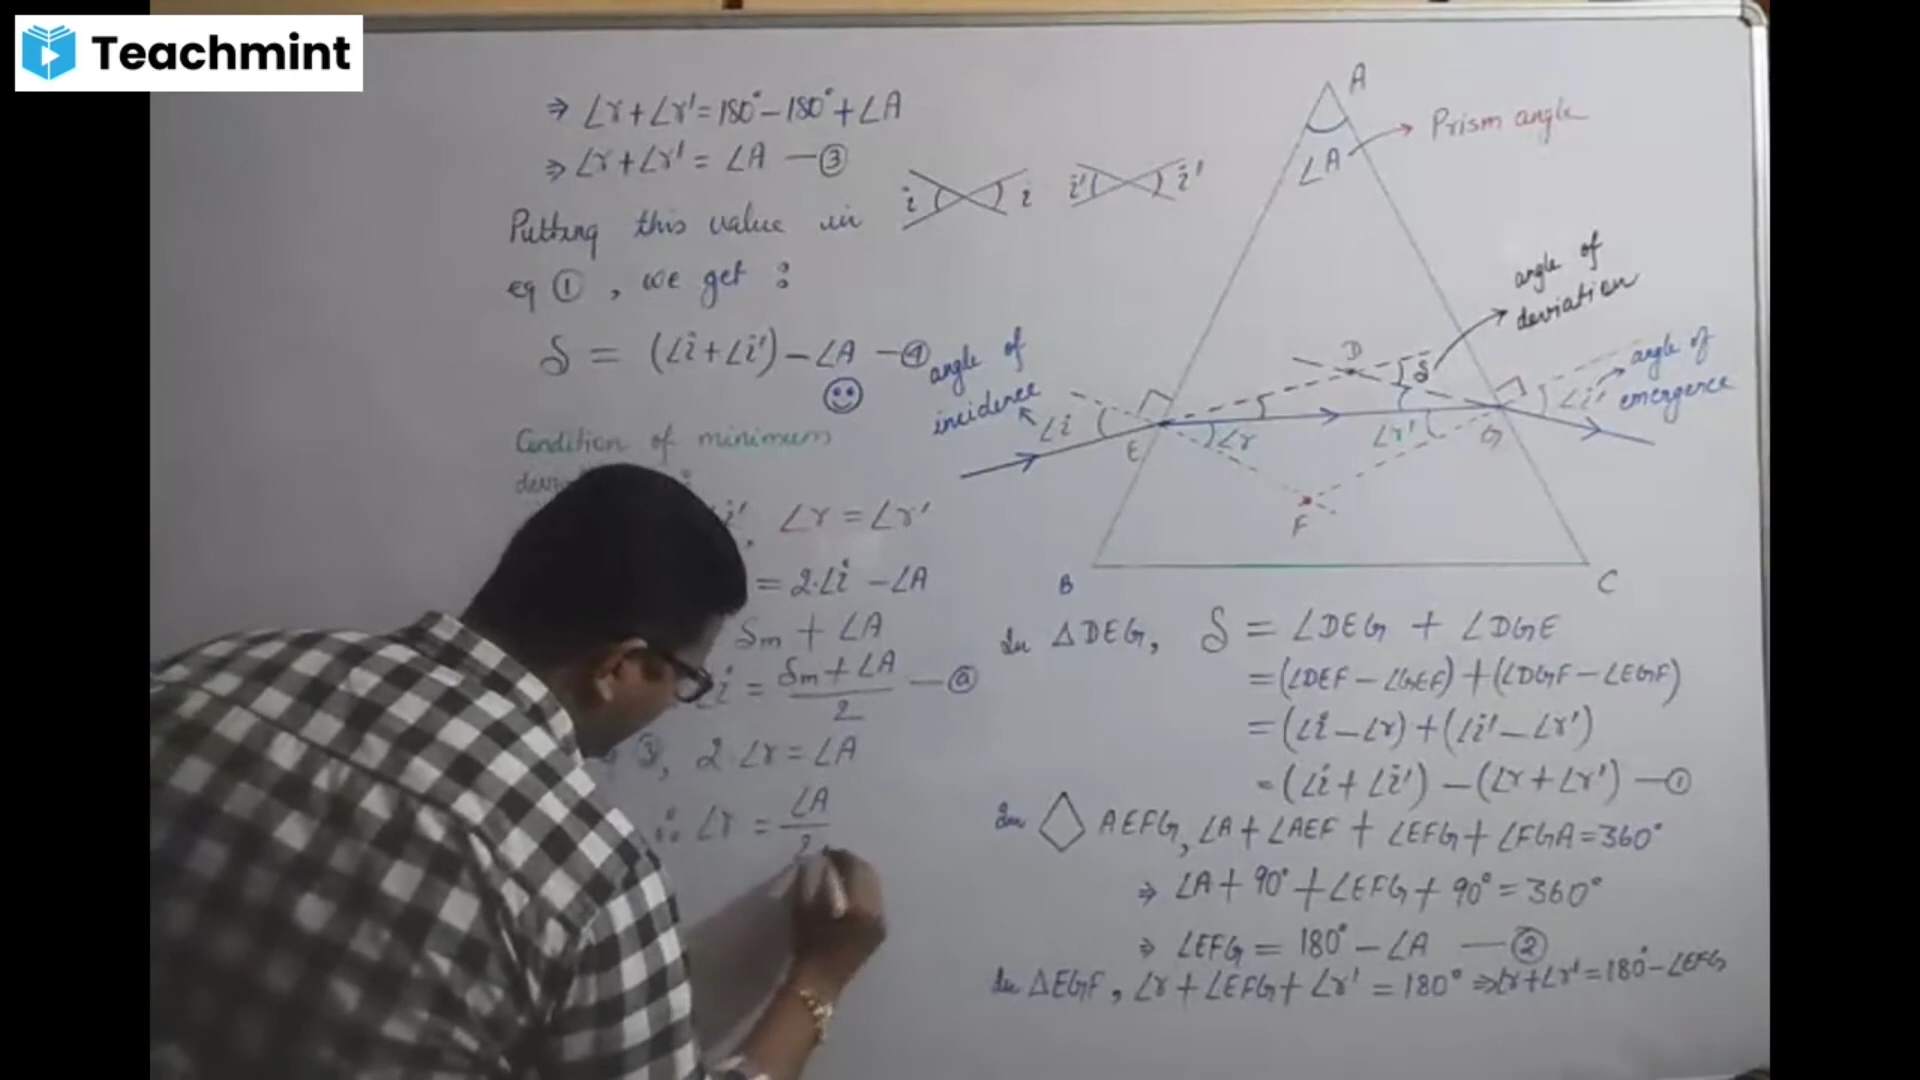 Teachmint
⇒ ∠r+∠r'=180°-180°+∠A
⇒ ∠r+∠r' = ∠A —③
Putting this value in
eq ①, we get :
δ = (∠i+∠i')-∠A —④
Condition of minimum
i', ∠r=∠r'
= 2·∠i -∠A
δm + ∠A
i = δm+∠A / 2 —ⓐ
③, 2·∠r=∠A
∴ ∠r = ∠A / 2
i i i' i'
A
∠A
Prism angle
angle of
deviation
angle of
incidence
∠i
D
δ
angle of
emergence
∠i'
E
∠r
∠r'
G
F
B
C
In △DEG, δ = ∠DEG + ∠DGE
=(∠DEF-∠GEF)+(∠DGF-∠EGF)
=(∠i-∠r)+(∠i'-∠r')
=(∠i+∠i')-(∠r+∠r') —①
In ◇ AEFG, ∠A+∠AEF+∠EFG+∠FGA=360°
⇒ ∠A+90°+∠EFG+90°=360°
⇒ ∠EFG = 180°-∠A —②
In △EGF, ∠r+∠EFG+∠r' = 180° ⇒∠r+∠r'=180°-∠EFG